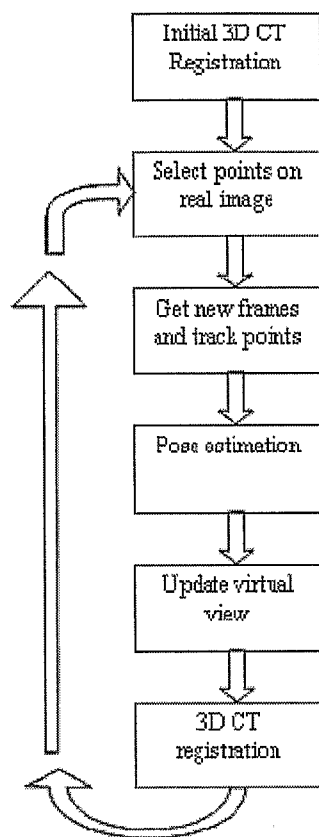 Initial 3D CT
Registration
Select points on
real image
Get new frames
and track points
Pose estimation
Update virtual
view
3D CT
registration